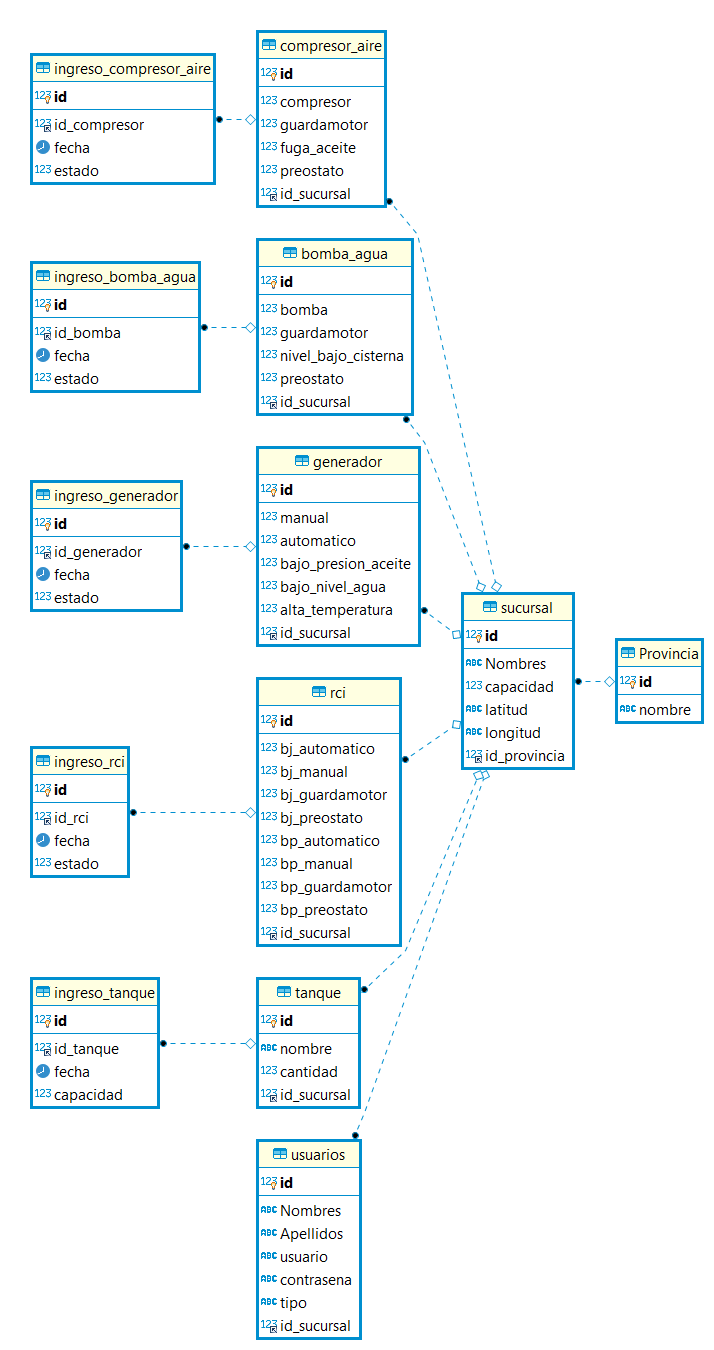 ingreso_compresor_aire
123 id
123 id_compresor
fecha
123 estado
compresor_aire
123 id
123 compresor
123 guardamotor
123 fuga_aceite
123 preostato
123 id_sucursal
ingreso_bomba_agua
123 id
123 id_bomba
fecha
123 estado
bomba_agua
123 id
123 bomba
123 guardamotor
123 nivel_bajo_cisterna
123 preostato
123 id_sucursal
ingreso_generador
123 id
123 id_generador
fecha
123 estado
generador
123 id
123 manual
123 automatico
123 bajo_presion_aceite
123 bajo_nivel_agua
123 alta_temperatura
123 id_sucursal
sucursal
123 id
ABC Nombres
123 capacidad
ABC latitud
ABC longitud
123 id_provincia
Provincia
123 id
ABC nombre
ingreso_rci
123 id
123 id_rci
fecha
123 estado
rci
123 id
123 bj_automatico
123 bj_manual
123 bj_guardamotor
123 bj_preostato
123 bp_automatico
123 bp_manual
123 bp_guardamotor
123 bp_preostato
123 id_sucursal
ingreso_tanque
123 id
123 id_tanque
fecha
123 capacidad
tanque
123 id
ABC nombre
123 cantidad
123 id_sucursal
usuarios
123 id
ABC Nombres
ABC Apellidos
ABC usuario
ABC contrasena
ABC tipo
123 id_sucursal